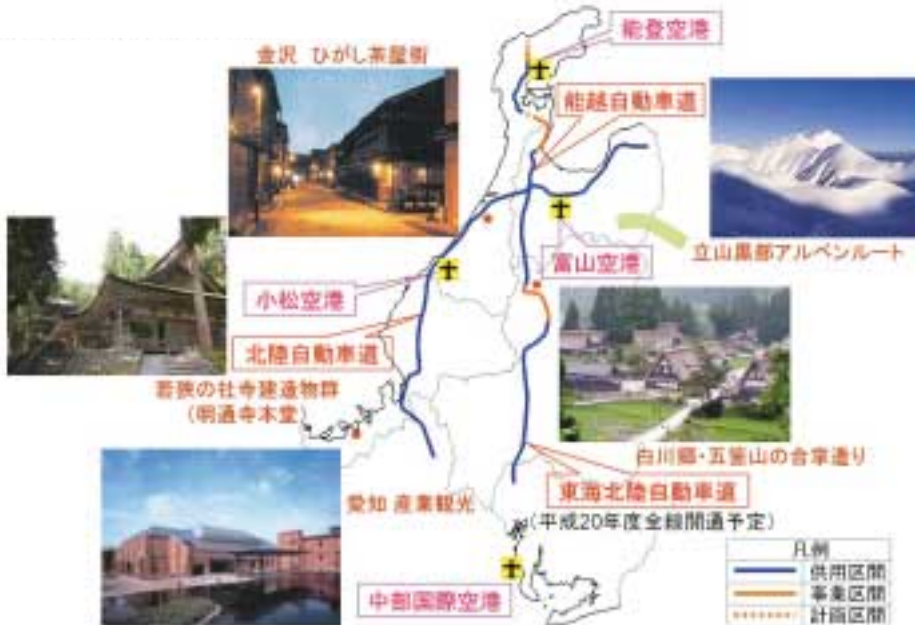 能登空港
金沢 ひがし茶屋街
能越自動車道
立山黒部アルペンルート
富山空港
小松空港
北陸自動車道
若狭の社寺建造物群
(明通寺本堂)
白川郷・五箇山の合掌造り
愛知 産業観光
東海北陸自動車道
(平成20年度全線開通予定)
中部国際空港
凡例
供用区間
事業区間
計画区間